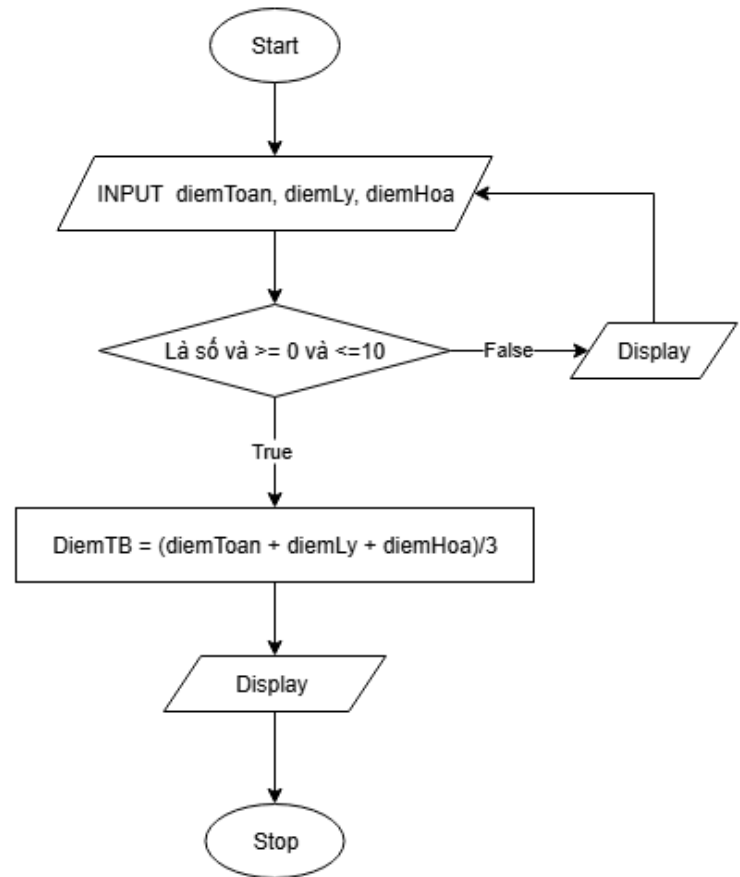 Start
INPUT diemToan, diemLy, diemHoa
Là số và >= 0 và <=10
False
Display
True
DiemTB = (diemToan + diemLy + diemHoa)/3
Display
Stop